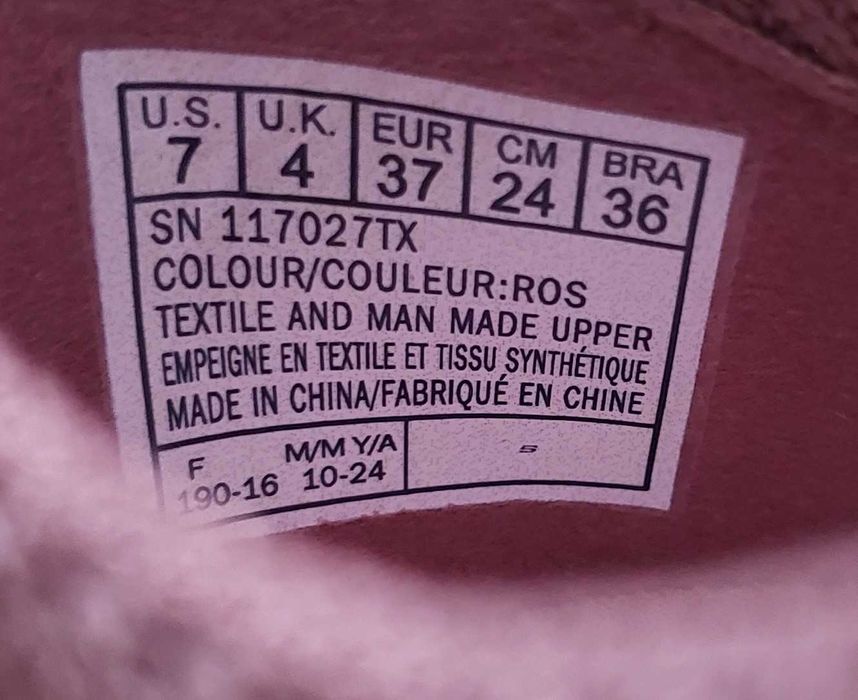 U.S. U.K. EUR CM BRA
7 4 37 24 36
SN 117027TX
COLOUR/COULEUR:ROS
TEXTILE AND MAN MADE UPPER
EMPEIGNE EN TEXTILE ET TISSU SYNTHÉTIQUE
MADE IN CHINA/FABRIQUÉ EN CHINE
F M/M Y/A
190-16 10-24
5